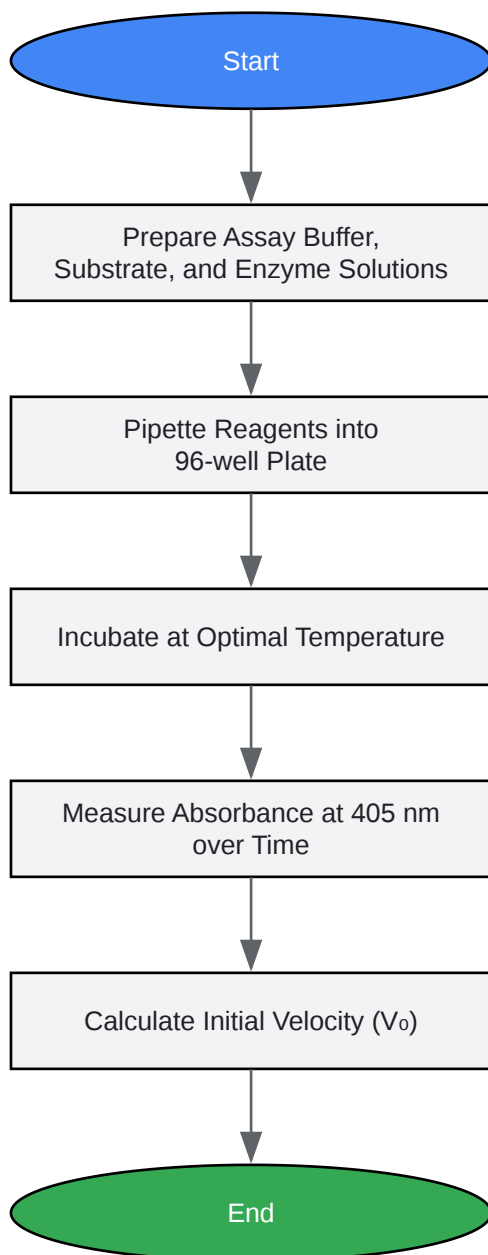 Start
Prepare Assay Buffer,
Substrate, and Enzyme Solutions
Pipette Reagents into
96-well Plate
Incubate at Optimal Temperature
Measure Absorbance at 405 nm
over Time
Calculate Initial Velocity (V₀)
End